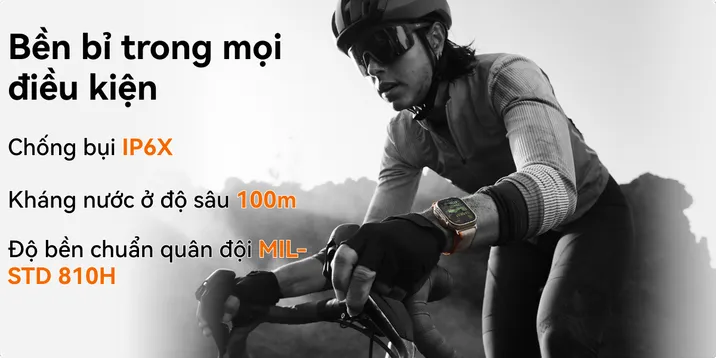 Bền bỉ trong mọi
điều kiện
Chống bụi IP6X
Kháng nước ở độ sâu 100m
Độ bền chuẩn quân đội MIL-
STD 810H